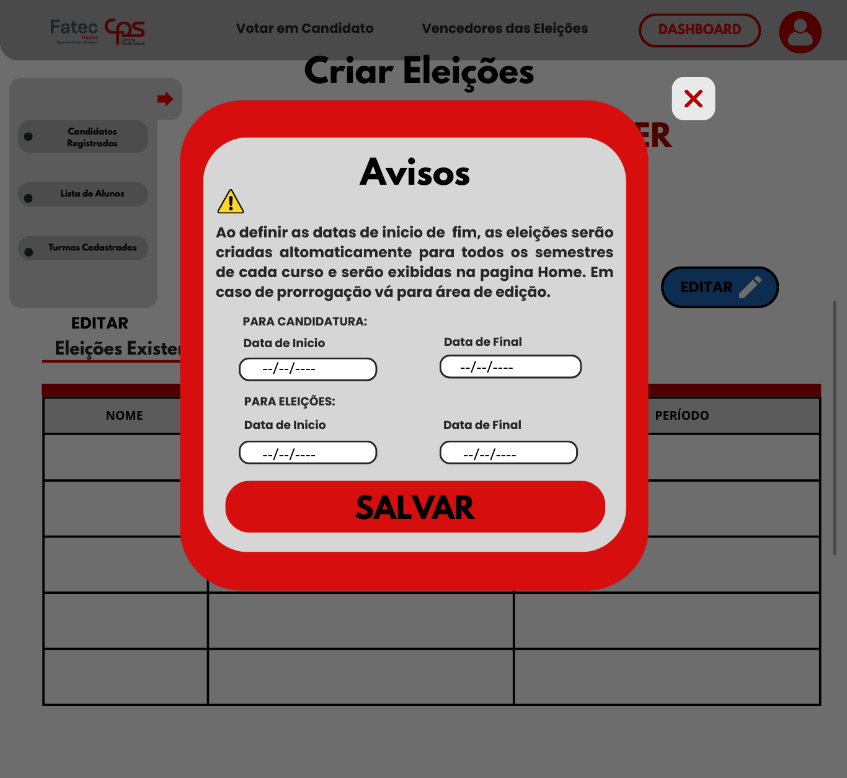 Fatec
Cps
Votar em Candidato
Vencedores das Eleições
DASHBOARD
Criar Eleições
Candidatos
Registrados
Lista de Alunos
Turmas Cadastradas
ER
EDITAR
EDITAR
Eleições Existen
NOME
PERÍODO
Avisos
Ao definir as datas de inicio de fim, as eleições serão
criadas altomaticamente para todos os semestres
de cada curso e serão exibidas na pagina Home. Em
caso de prorrogação vá para área de edição.
PARA CANDIDATURA:
Data de Inicio
Data de Final
--/--/----
--/--/----
PARA ELEIÇÕES:
Data de Inicio
Data de Final
--/--/----
--/--/----
SALVAR